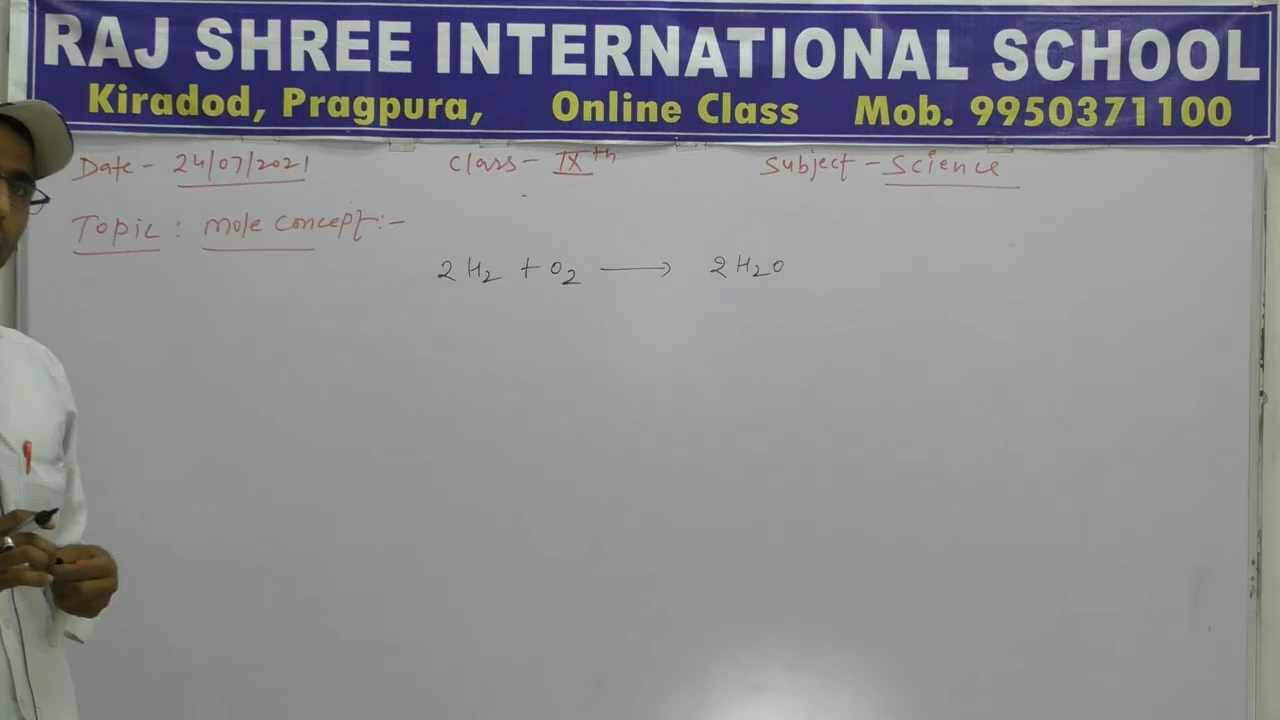 RAJ SHREE INTERNATIONAL SCHOOL
Kiradod, Pragpura, Online Class Mob. 9950371100
Date - 24/07/2021 Class - IXth Subject - Science
Topic : mole concept:-
2H₂ + O₂ ⟶ 2H₂O